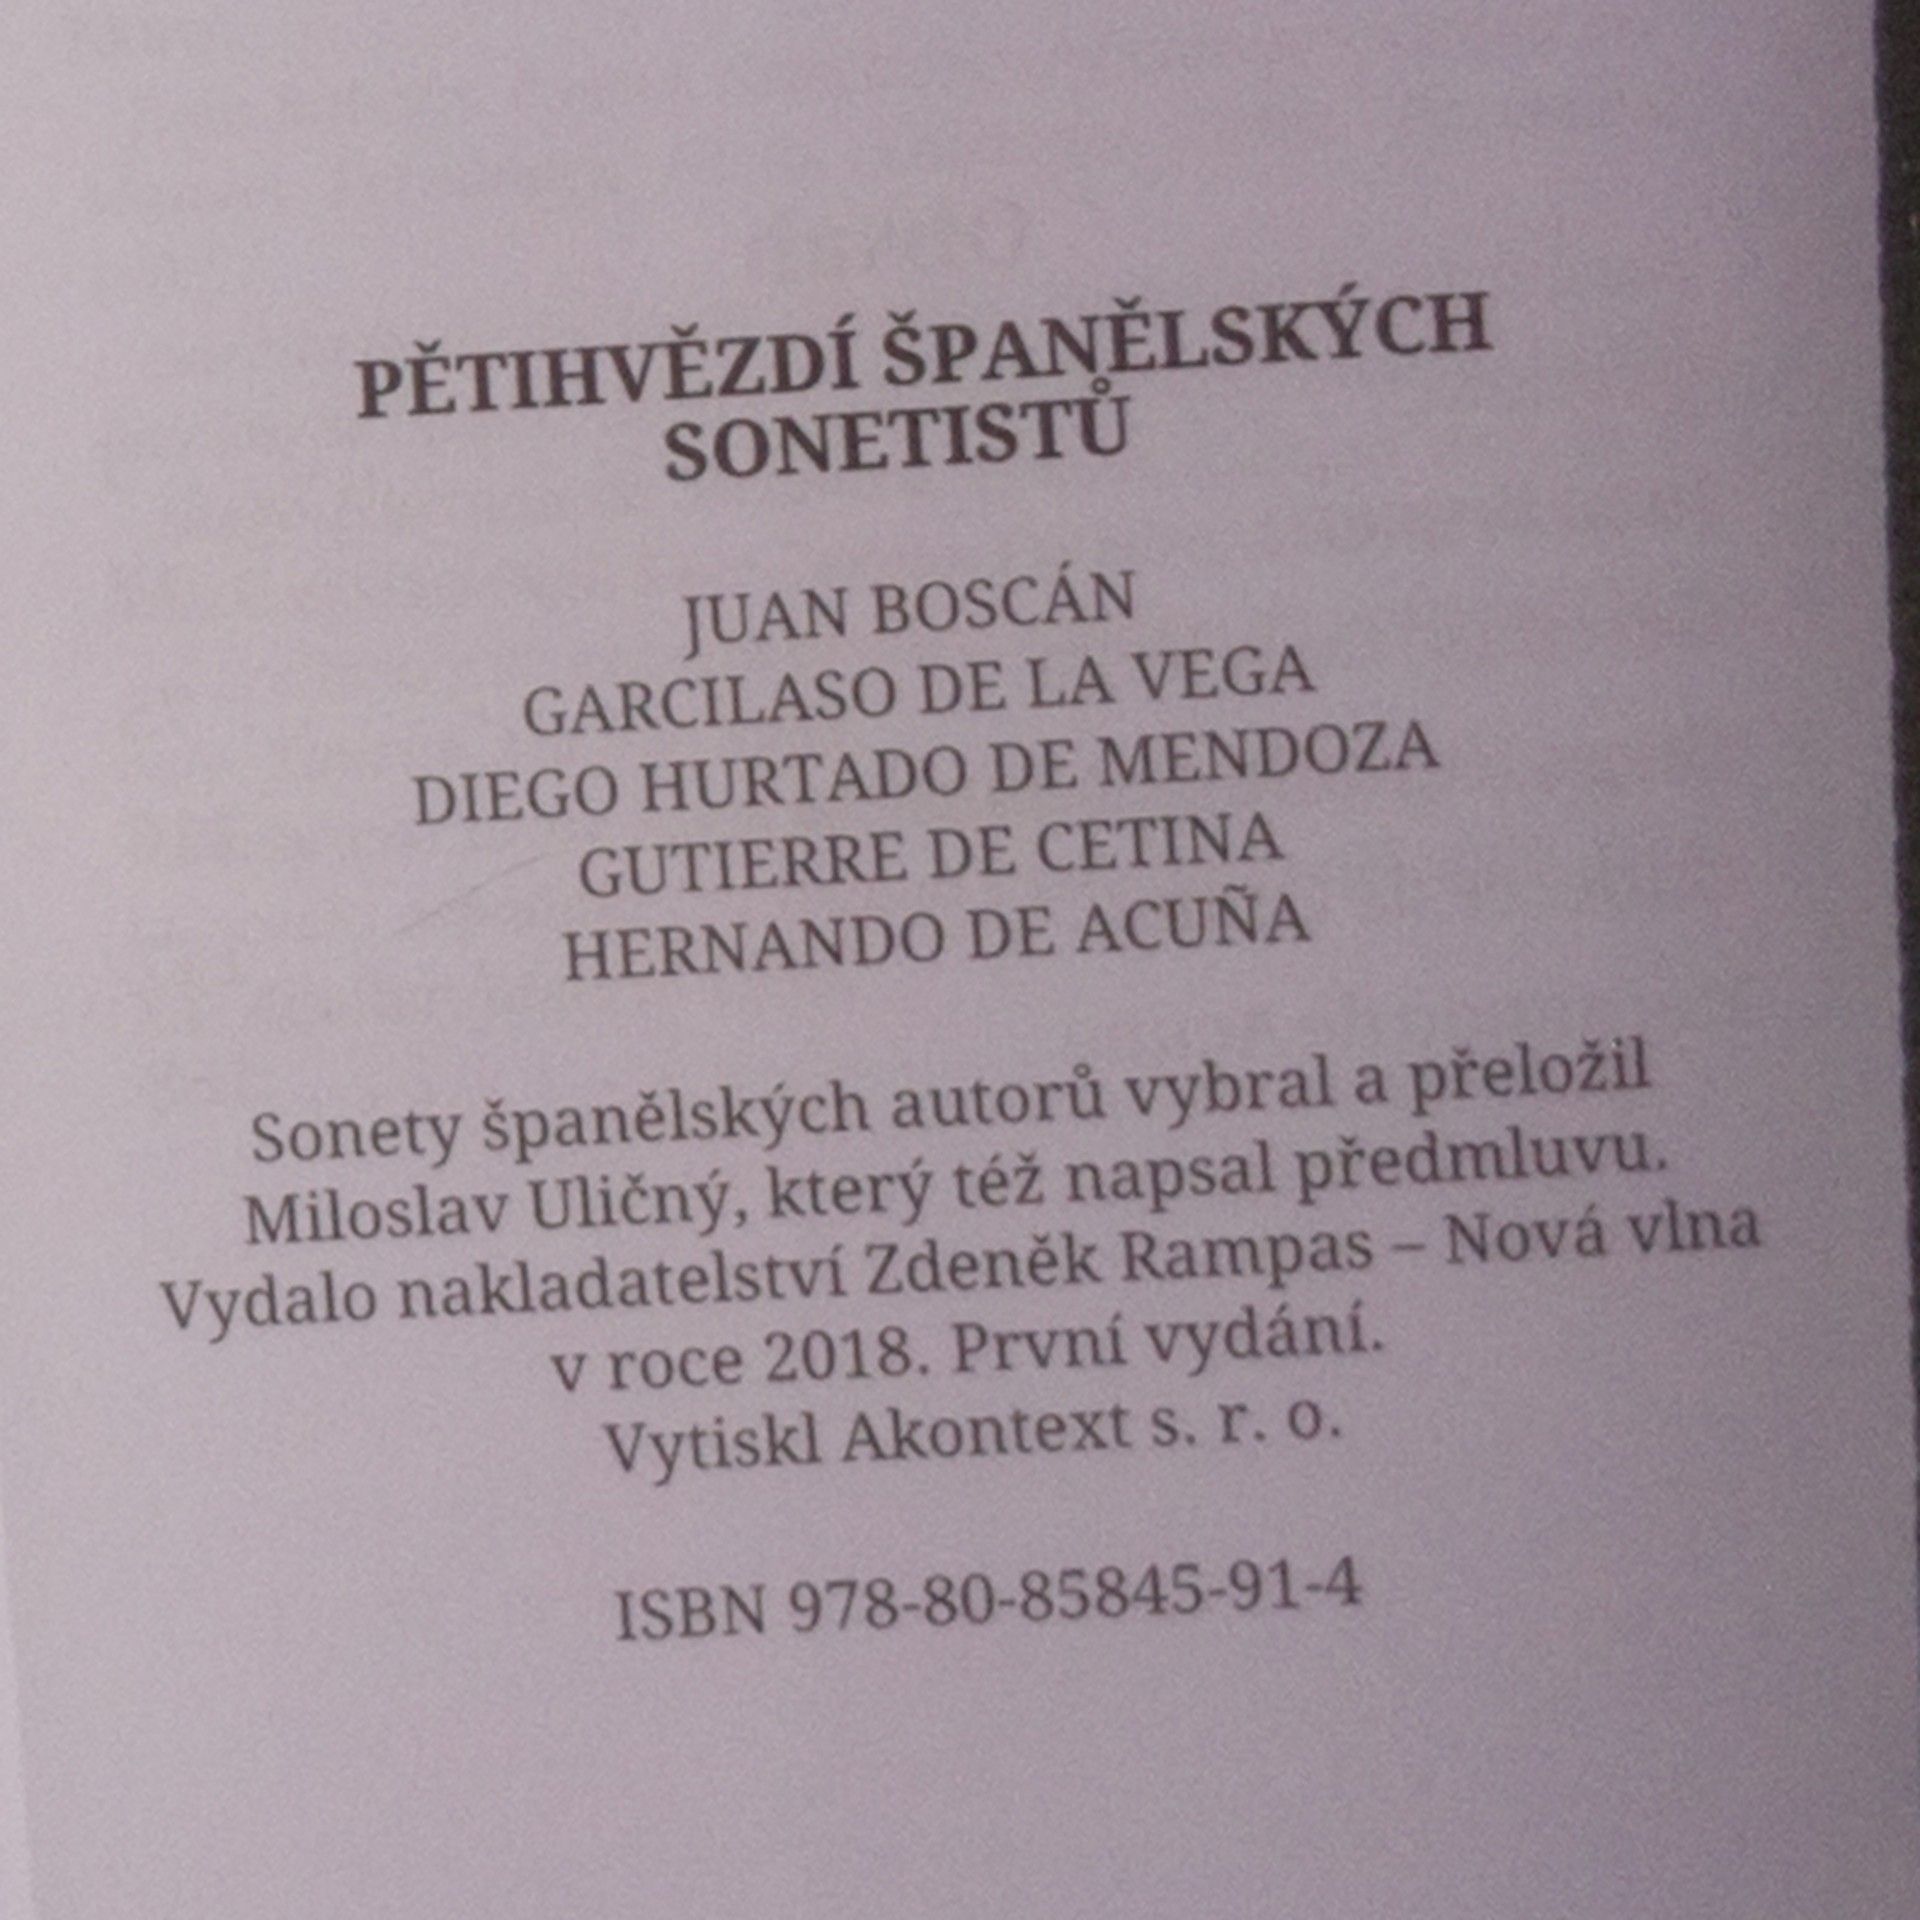 PĚTIHVĚZDÍ ŠPANĚLSKÝCH
SONETISTŮ
JUAN BOSCÁN
GARCILASO DE LA VEGA
DIEGO HURTADO DE MENDOZA
GUTIERRE DE CETINA
HERNANDO DE ACUÑA
Sonety španělských autorů vybral a přeložil
Miloslav Uličný, který též napsal předmluvu.
Vydalo nakladatelství Zdeněk Rampas – Nová vlna
v roce 2018. První vydání.
Vytiskl Akontext s. r. o.
ISBN 978-80-85845-91-4